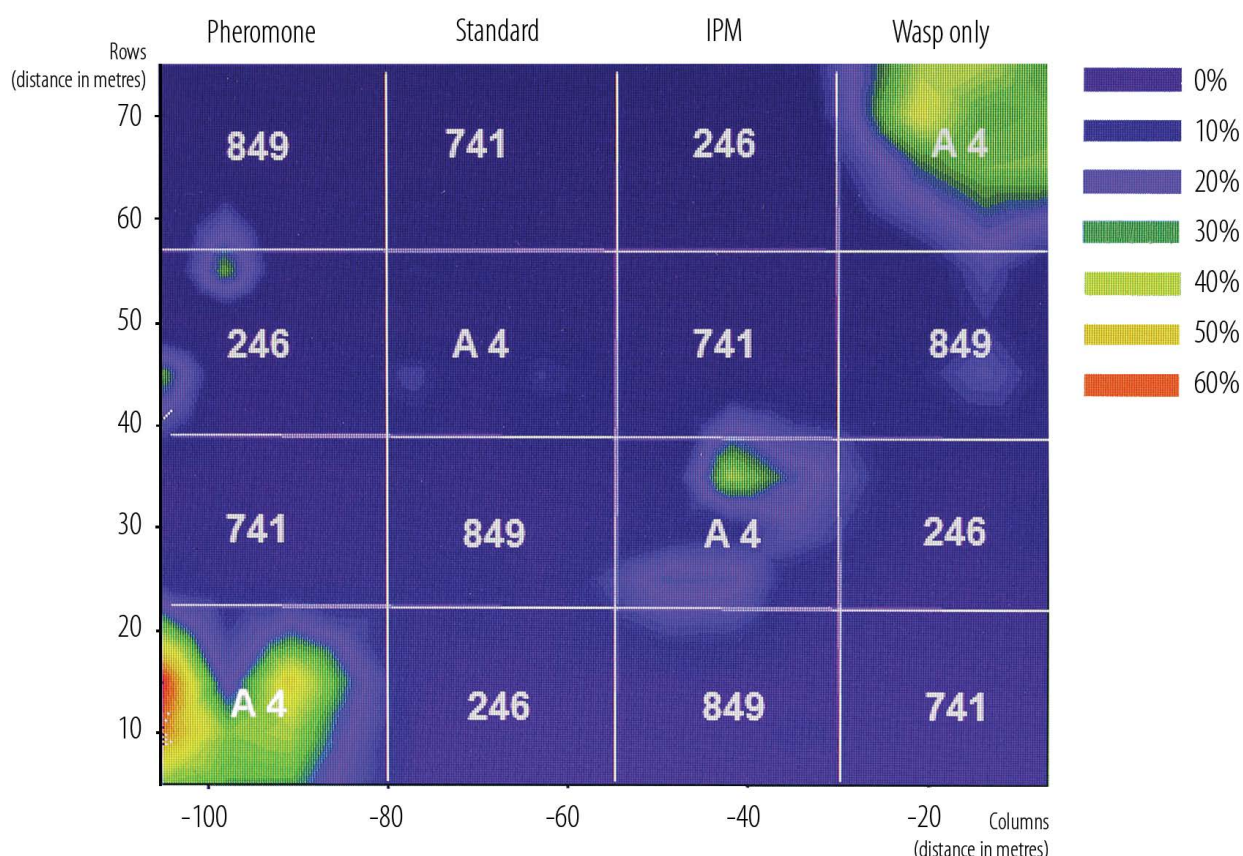 Pheromone Standard IPM Wasp only
Rows
(distance in metres)
70
60
50
40
30
20
10
849 741 246 A 4
246 A 4 741 849
741 849 A 4 246
A 4 246 849 741
–100 –80 –60 –40 –20
Columns
(distance in metres)
0%
10%
20%
30%
40%
50%
60%